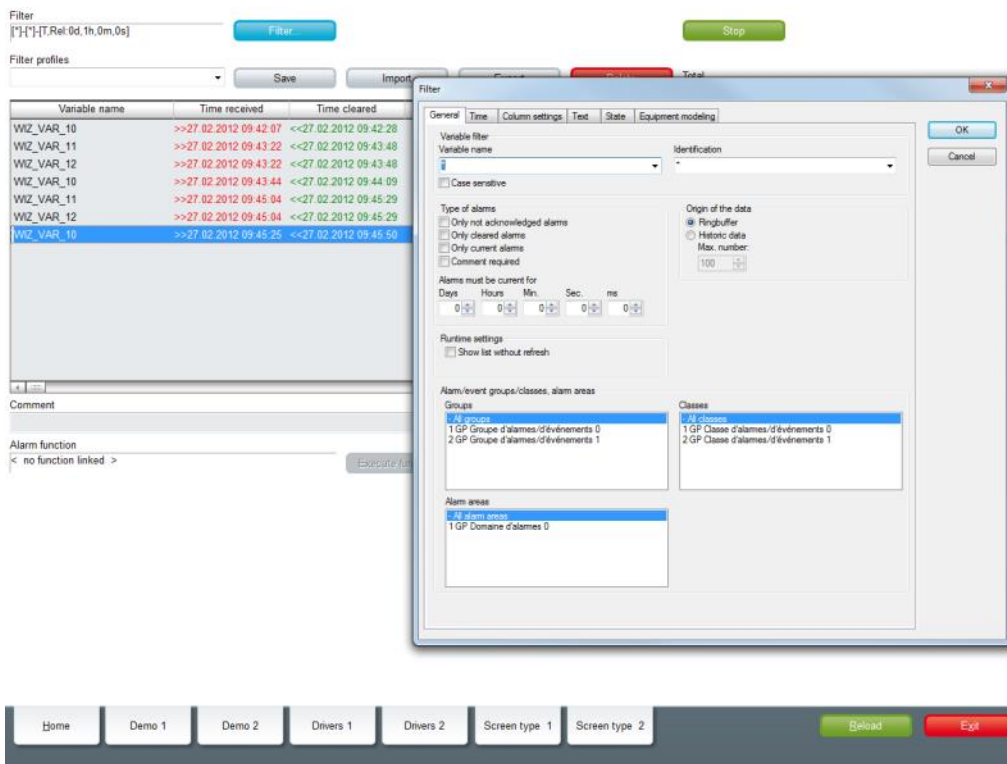 Filter
[*]-[*]-[T,Rel:0d,1h,0m,0s]
Filter...
Stop
Filter profiles
Save
Import...
Total
Variable name Time received Time cleared
WIZ_VAR_10 >>27.02.2012 09:42:07 <<27.02.2012 09:42:28
WIZ_VAR_11 >>27.02.2012 09:43:22 <<27.02.2012 09:43:48
WIZ_VAR_12 >>27.02.2012 09:43:22 <<27.02.2012 09:43:48
WIZ_VAR_10 >>27.02.2012 09:43:44 <<27.02.2012 09:44:09
WIZ_VAR_11 >>27.02.2012 09:45:04 <<27.02.2012 09:45:29
WIZ_VAR_12 >>27.02.2012 09:45:04 <<27.02.2012 09:45:29
WIZ_VAR_10 >>27.02.2012 09:45:25 <<27.02.2012 09:45:50
Comment
Alarm function
< no function linked >
Filter
General Time Column settings Text State Equipment modeling
OK
Cancel
Variable filter
Variable name Identification
* *
Case sensitive
Type of alarms
Only not acknowledged alarms
Only cleared alarms
Only current alarms
Comment required
Origin of the data
Ringbuffer
Historic data
Max. number:
100
Alarms must be current for
Days Hours Min. Sec. ms
0 0 0 0 0
Runtime settings
Show list without refresh
Alarm/event groups/classes, alarm areas
Groups
- All groups
1 GP Groupe d'alarmes/d'événements 0
2 GP Groupe d'alarmes/d'événements 1
Classes
- All classes
1 GP Classe d'alarmes/d'événements 0
2 GP Classe d'alarmes/d'événements 1
Alarm areas
- All alarm areas
1 GP Domaine d'alarmes 0
Home Demo 1 Demo 2 Drivers 1 Drivers 2 Screen type 1 Screen type 2 Reload Exit